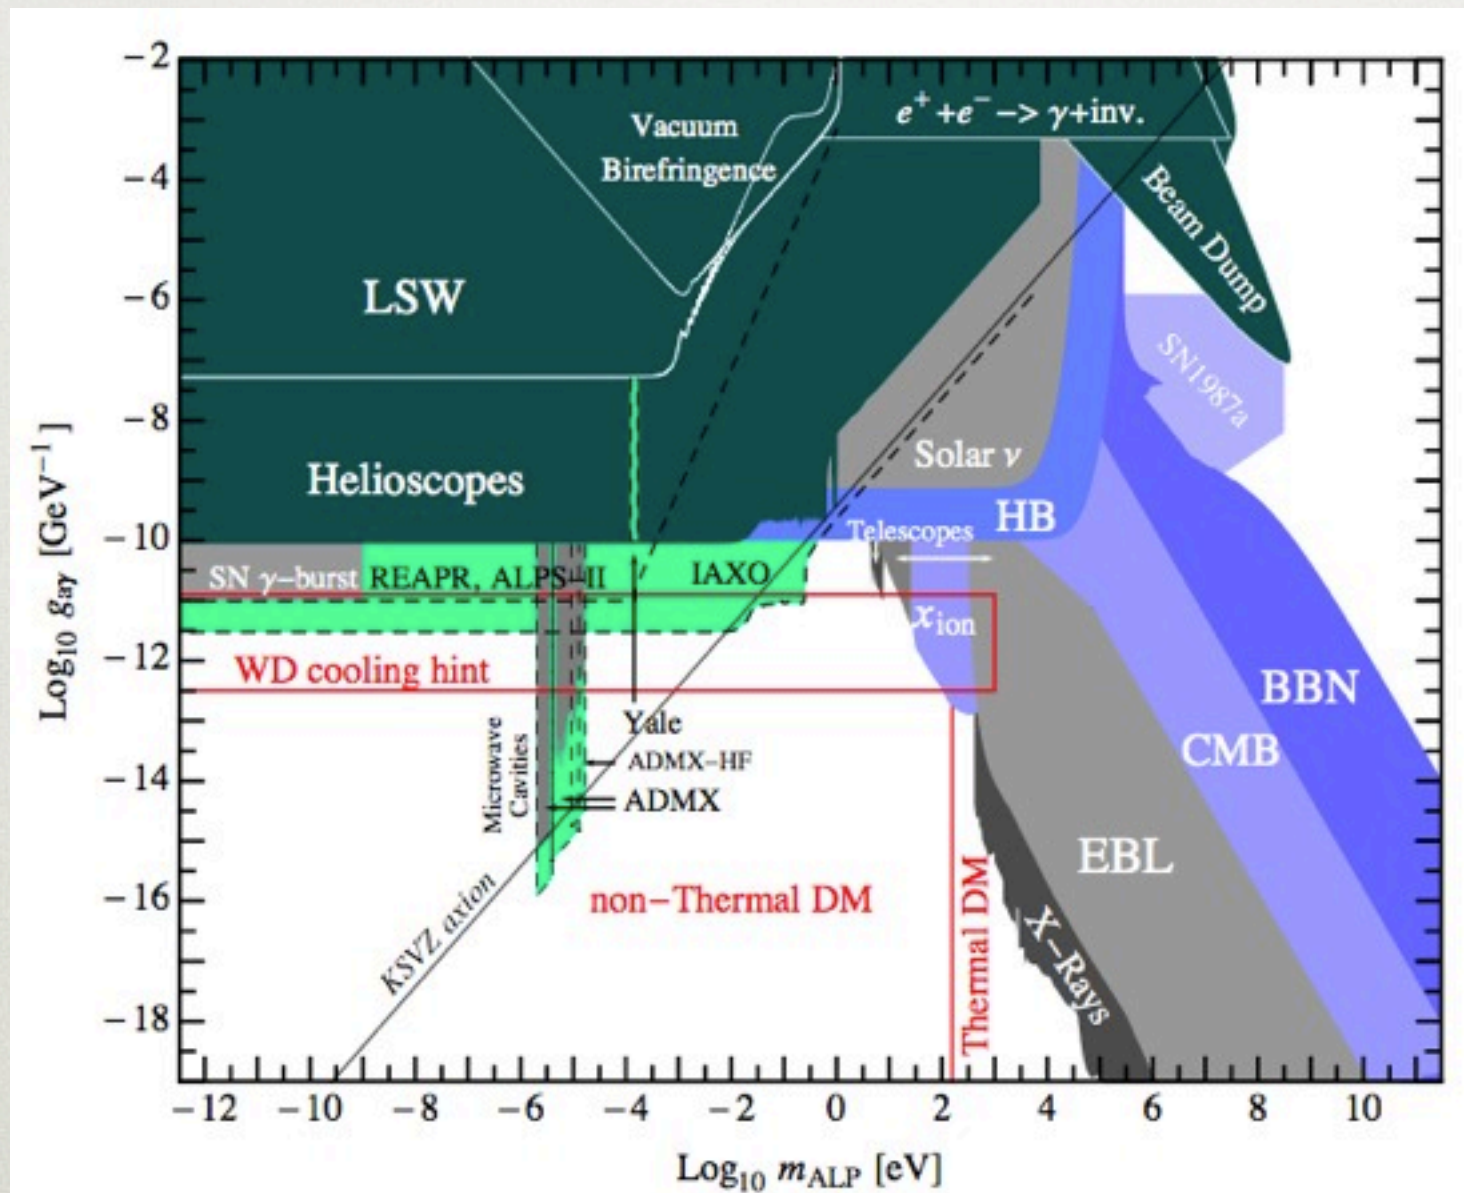 -2
-4
-6
-8
-10
-12
-14
-16
-18
Log₁₀ gₐᵧ [GeV⁻¹]
Vacuum
Birefringence
e⁺+e⁻−> γ+inv.
Beam Dump
LSW
SN1987a
Helioscopes
Solar ν
HB
Telescopes
SN γ−burst
REAPR, ALPS−II
IAXO
xion
WD cooling hint
BBN
Yale
CMB
Microwave
Cavities
ADMX−HF
ADMX
EBL
non−Thermal DM
Thermal DM
X−Rays
KSVZ axion
-12 -10 -8 -6 -4 -2 0 2 4 6 8 10
Log₁₀ mALP [eV]